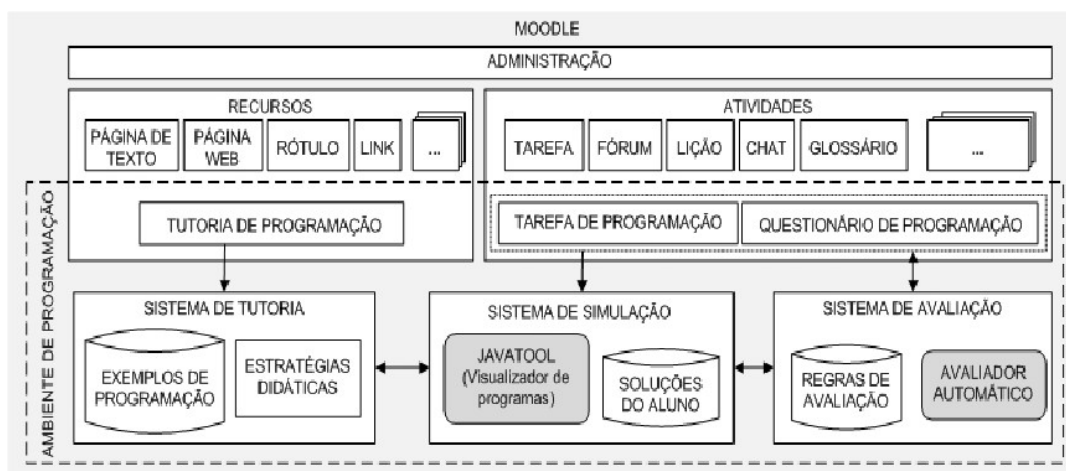 MOODLE
ADMINISTRAÇÃO
RECURSOS
PÁGINA DE
TEXTO
PÁGINA
WEB
RÓTULO
LINK
...
ATIVIDADES
TAREFA
FÓRUM
LIÇÃO
CHAT
GLOSSÁRIO
...
AMBIENTE DE PROGRAMAÇÃO
TUTORIA DE PROGRAMAÇÃO
TAREFA DE PROGRAMAÇÃO
QUESTIONÁRIO DE PROGRAMAÇÃO
SISTEMA DE TUTORIA
EXEMPLOS DE
PROGRAMAÇÃO
ESTRATÉGIAS
DIDÁTICAS
SISTEMA DE SIMULAÇÃO
JAVATOOL
(Visualizador de
programas)
SOLUÇÕES
DO ALUNO
SISTEMA DE AVALIAÇÃO
REGRAS DE
AVALIAÇÃO
AVALIADOR
AUTOMÁTICO